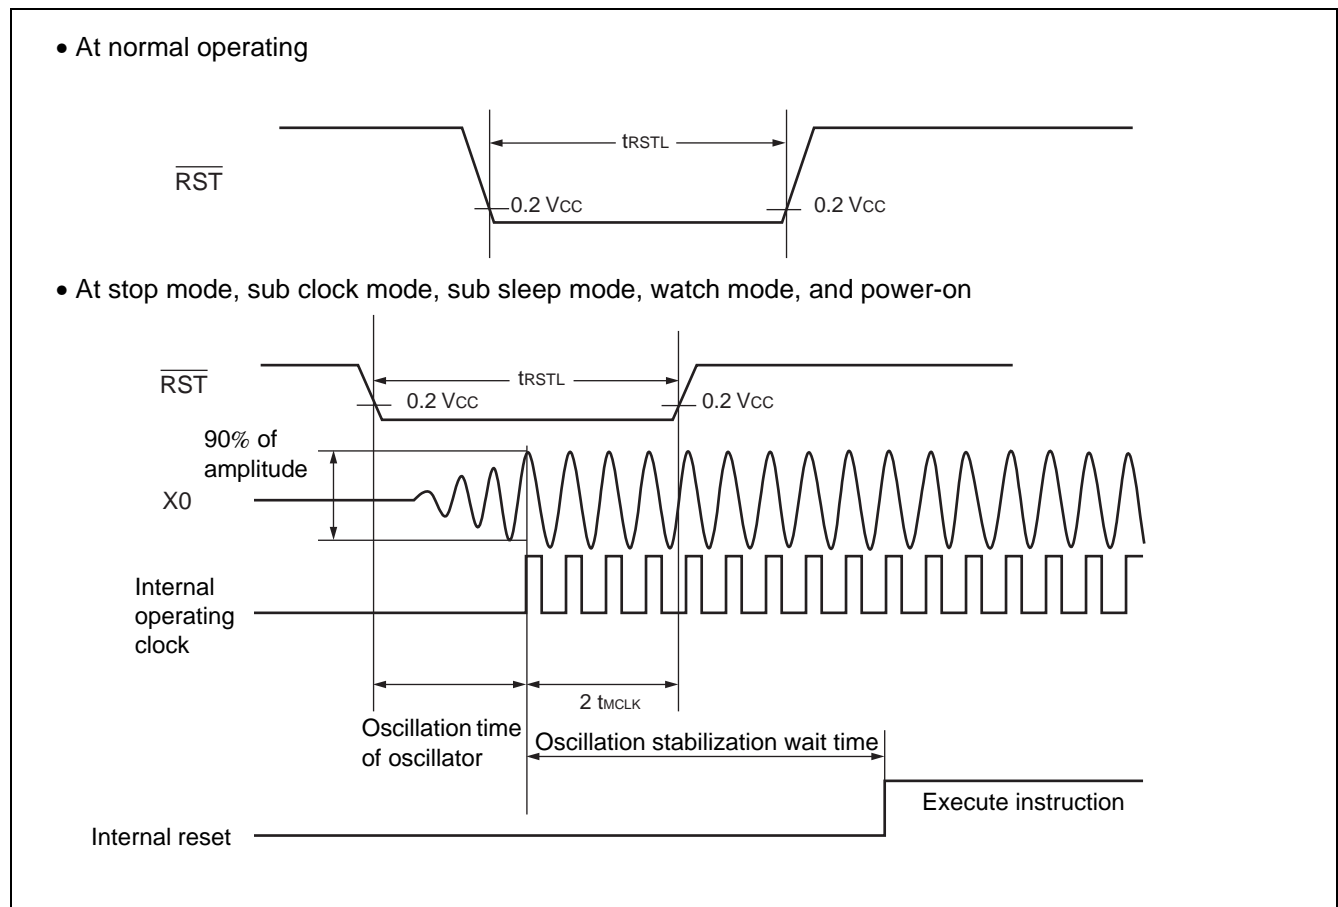 • At normal operating
tRSTL
RST
0.2 VCC
0.2 VCC
• At stop mode, sub clock mode, sub sleep mode, watch mode, and power-on
RST
tRSTL
0.2 VCC
0.2 VCC
90% of
amplitude
X0
Internal
operating
clock
2 tMCLK
Oscillation time
of oscillator
Oscillation stabilization wait time
Execute instruction
Internal reset